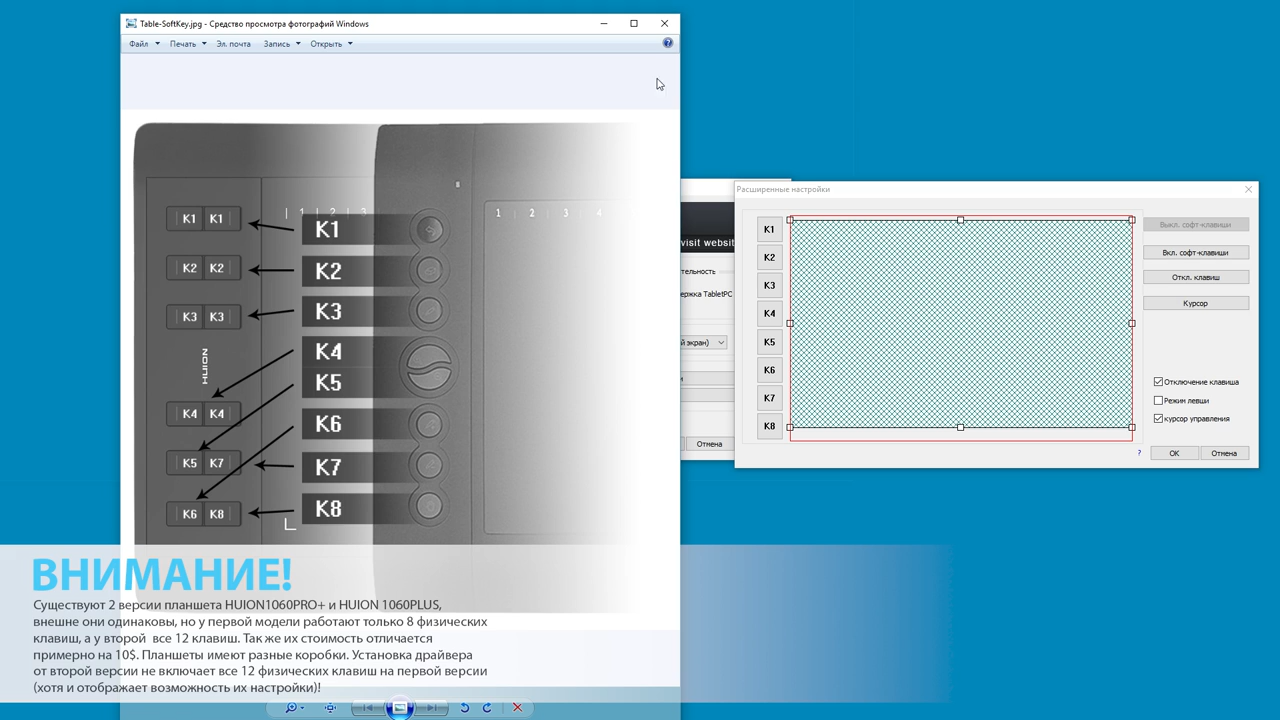 Table-SoftKey.jpg - Средство просмотра фотографий Windows
Файл Печать Эл. почта Запись Открыть
K1 K1
K2 K2
K3 K3
HUION
K4 K4
K5 K7
K6 K8
1 2 3
K1
K2
K3
K4
K5
K6
K7
K8
1 2 3 4
visit websit
тельность
ержка TabletPC
й экран)
Отмена
Расширенные настройки
K1
K2
K3
K4
K5
K6
K7
K8
Выкл. софт-клавиши
Вкл. софт-клавиши
Откл. клавиш
Курсор
Отключение клавиша
Режим левши
курсор управления
? OK Отмена
ВНИМАНИЕ!
Существуют 2 версии планшета HUION1060PRO+ и HUION 1060PLUS,
внешне они одинаковы, но у первой модели работают только 8 физических
клавиш, а у второй все 12 клавиш. Так же их стоимость отличается
примерно на 10$. Планшеты имеют разные коробки. Установка драйвера
от второй версии не включает все 12 физических клавиш на первой версии
(хотя и отображает возможность их настройки)!